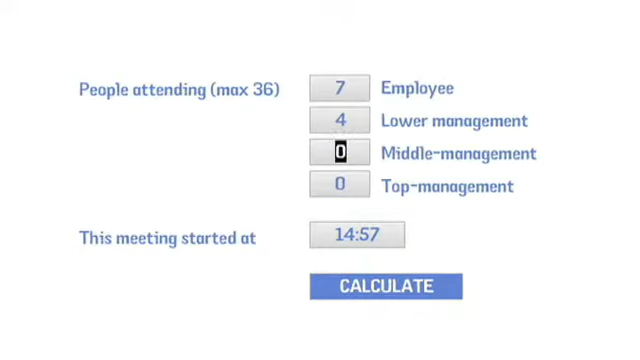 People attending (max 36) 7 Employee
4 Lower management
0 Middle-management
0 Top-management
This meeting started at 14:57
CALCULATE